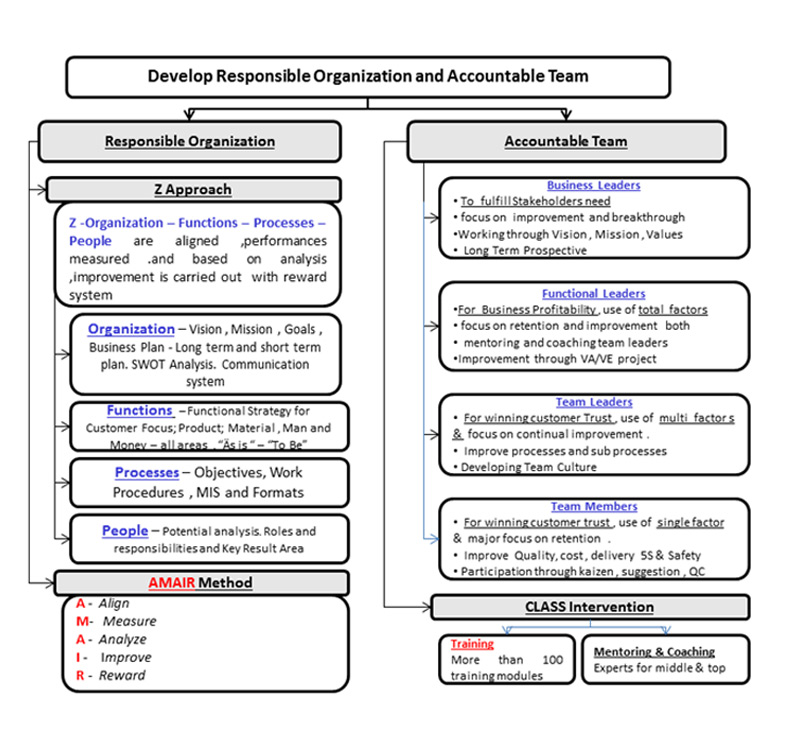 Develop Responsible Organization and Accountable Team
Responsible Organization
Z Approach
Z -Organization – Functions – Processes –
People are aligned ,performances
measured .and based on analysis
,improvement is carried out with reward
system
Organization – Vision , Mission , Goals ,
Business Plan - Long term and short term
plan. SWOT Analysis. Communication
system
Functions –Functional Strategy for
Customer Focus; Product; Material , Man and
Money – all areas , “Äs is “ – “To Be”
Processes – Objectives, Work
Procedures , MIS and Formats
People – Potential analysis. Roles and
responsibilities and Key Result Area
AMAIR Method
A - Align
M- Measure
A - Analyze
I - Improve
R - Reward
Accountable Team
Business Leaders
• To fulfill Stakeholders need
• focus on improvement and breakthrough
•Working through Vision , Mission , Values
• Long Term Prospective
Functional Leaders
•For Business Profitability , use of total factors
• focus on retention and improvement both
• mentoring and coaching team leaders
•Improvement through VA/VE project
Team Leaders
• For winning customer Trust , use of multi factor s
& focus on continual improvement .
• Improve processes and sub processes
• Developing Team Culture
Team Members
• For winning customer trust , use of single factor
& major focus on retention .
• Improve Quality, cost , delivery 5S & Safety
• Participation through kaizen , suggestion , QC
CLASS Intervention
Training
More than 100
training modules
Mentoring & Coaching
Experts for middle & top